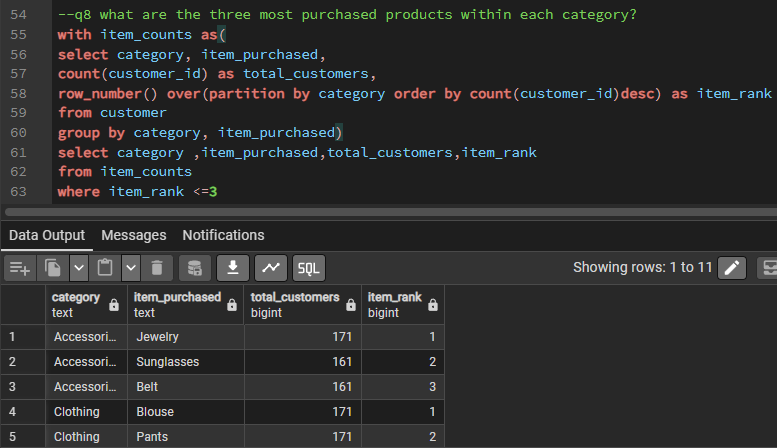 54 --q8 what are the three most purchased products within each category?
55 with item_counts as(
56 select category, item_purchased,
57 count(customer_id) as total_customers,
58 row_number() over(partition by category order by count(customer_id)desc) as item_rank
59 from customer
60 group by category, item_purchased)
61 select category ,item_purchased,total_customers,item_rank
62 from item_counts
63 where item_rank <=3
Data Output Messages Notifications
SQL Showing rows: 1 to 11
category item_purchased total_customers item_rank
text text bigint bigint
1 Accessori... Jewelry 171 1
2 Accessori... Sunglasses 161 2
3 Accessori... Belt 161 3
4 Clothing Blouse 171 1
5 Clothing Pants 171 2